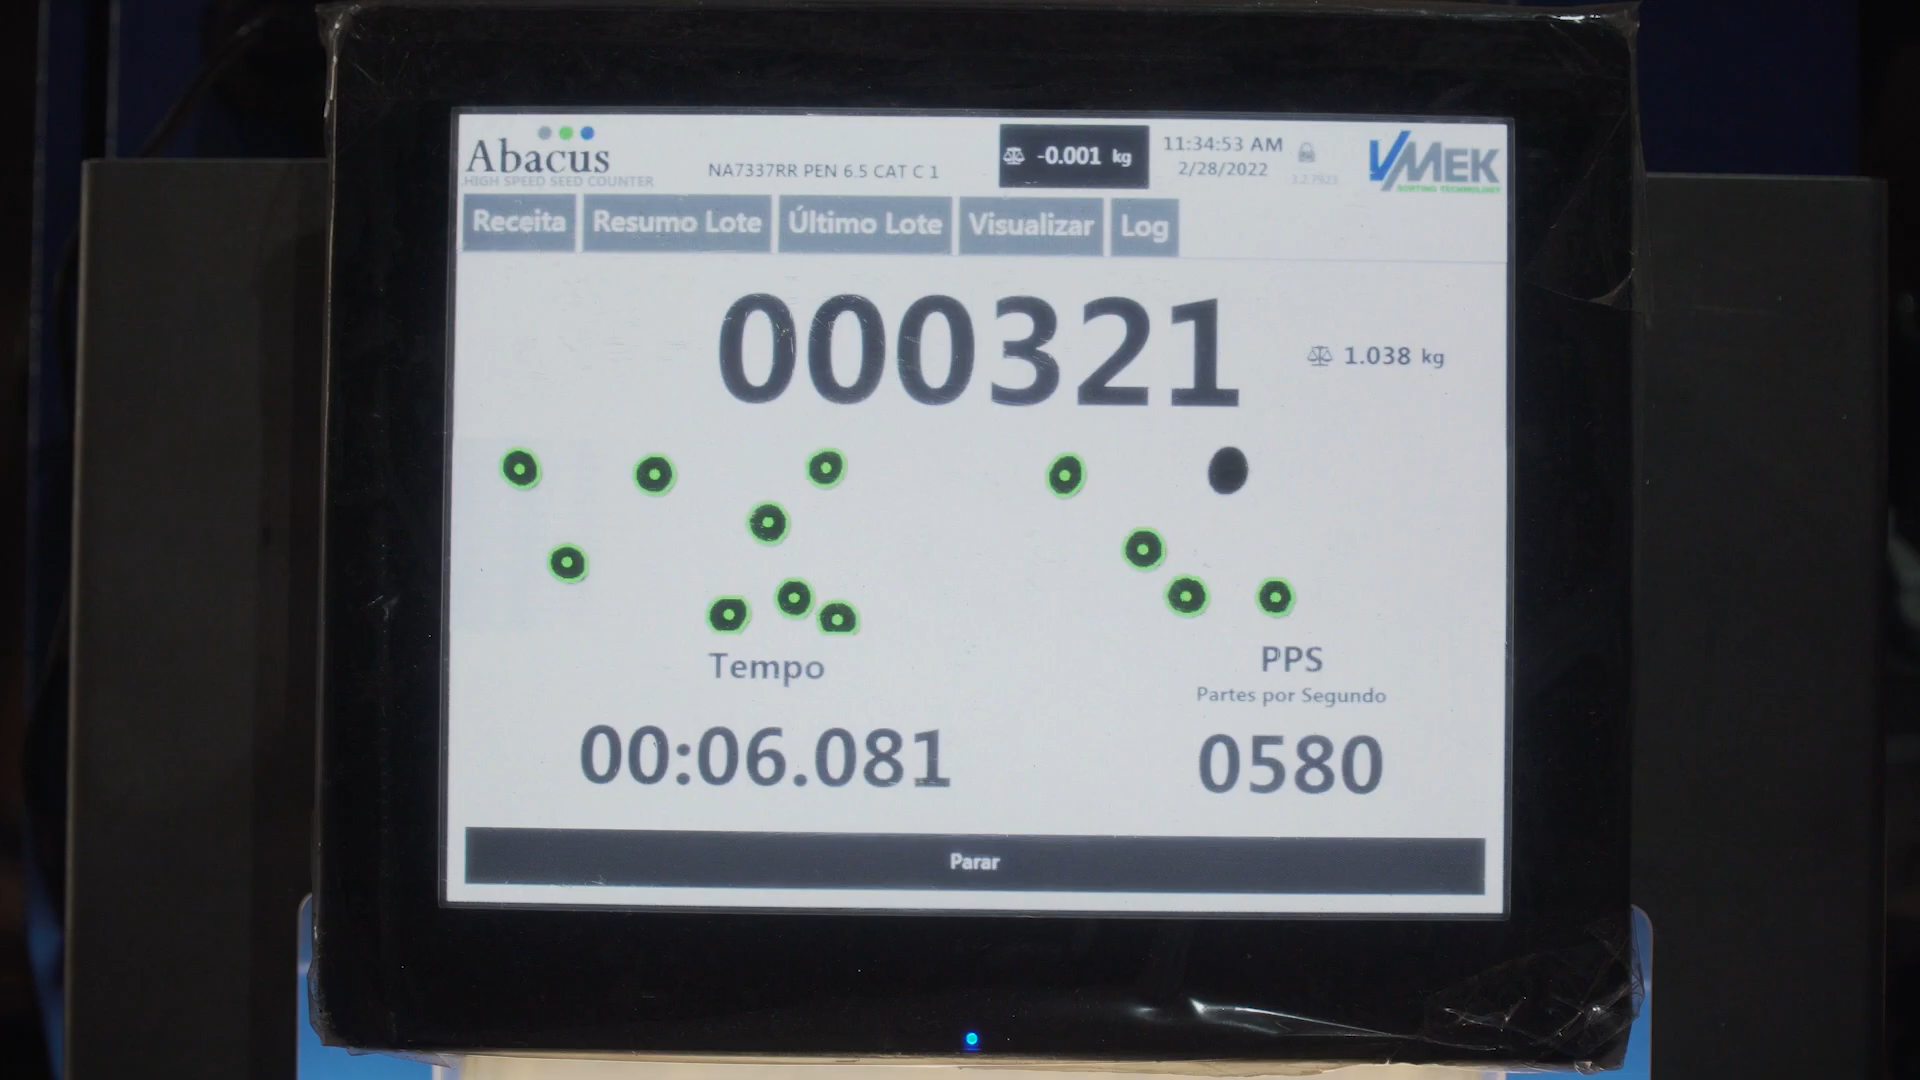 Abacus
HIGH SPEED SEED COUNTER
NA7337RR PEN 6.5 CAT C 1
-0.001 kg
11:34:53 AM
2/28/2022
VMEK
SORTING TECHNOLOGY
Receita
Resumo Lote
Último Lote
Visualizar
Log
000321
1.038 kg
Tempo
PPS
Partes por Segundo
00:06.081
0580
Parar